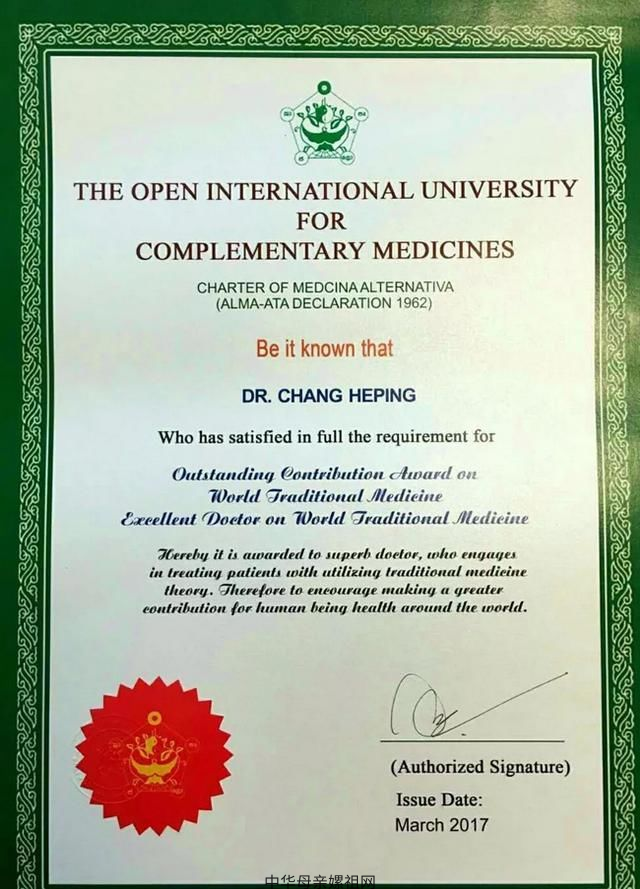 THE OPEN INTERNATIONAL UNIVERSITY
FOR
COMPLEMENTARY MEDICINES
CHARTER OF MEDCINA ALTERNATIVA
(ALMA-ATA DECLARATION 1962)
Be it known that
DR. CHANG HEPING
Who has satisfied in full the requirement for
Outstanding Contribution Award on
World Traditional Medicine
Excellent Doctor on World Traditional Medicine
Hereby it is awarded to superb doctor, who engages
in treating patients with utilizing traditional medicine
theory. Therefore to encourage making a greater
contribution for human being health around the world.
(Authorized Signature)
Issue Date:
March 2017
中华母亲嫘祖网